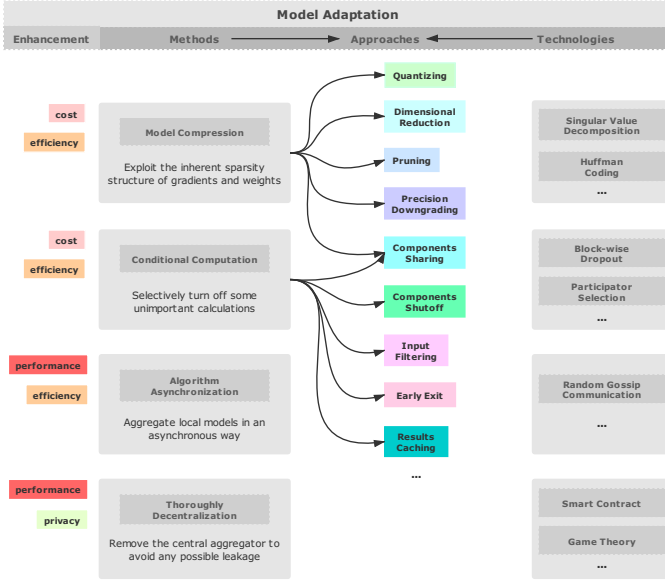 Model Adaptation
Enhancement
Methods
Approaches
Technologies
cost
efficiency
Model Compression
Exploit the inherent sparsity
structure of gradients and weights
cost
efficiency
Conditional Computation
Selectively turn off some
unimportant calculations
performance
efficiency
Algorithm
Asynchronization
Aggregate local models in an
asynchronous way
performance
privacy
Thoroughly
Decentralization
Remove the central aggregator to
avoid any possible leakage
Quantizing
Dimensional
Reduction
Pruning
Precision
Downgrading
Components
Sharing
Components
Shutoff
Input
Filtering
Early Exit
Results
Caching
...
Singular Value
Decomposition
Huffman
Coding
...
Block-wise
Dropout
Participator
Selection
...
Random Gossip
Communication
...
Smart Contract
Game Theory
...